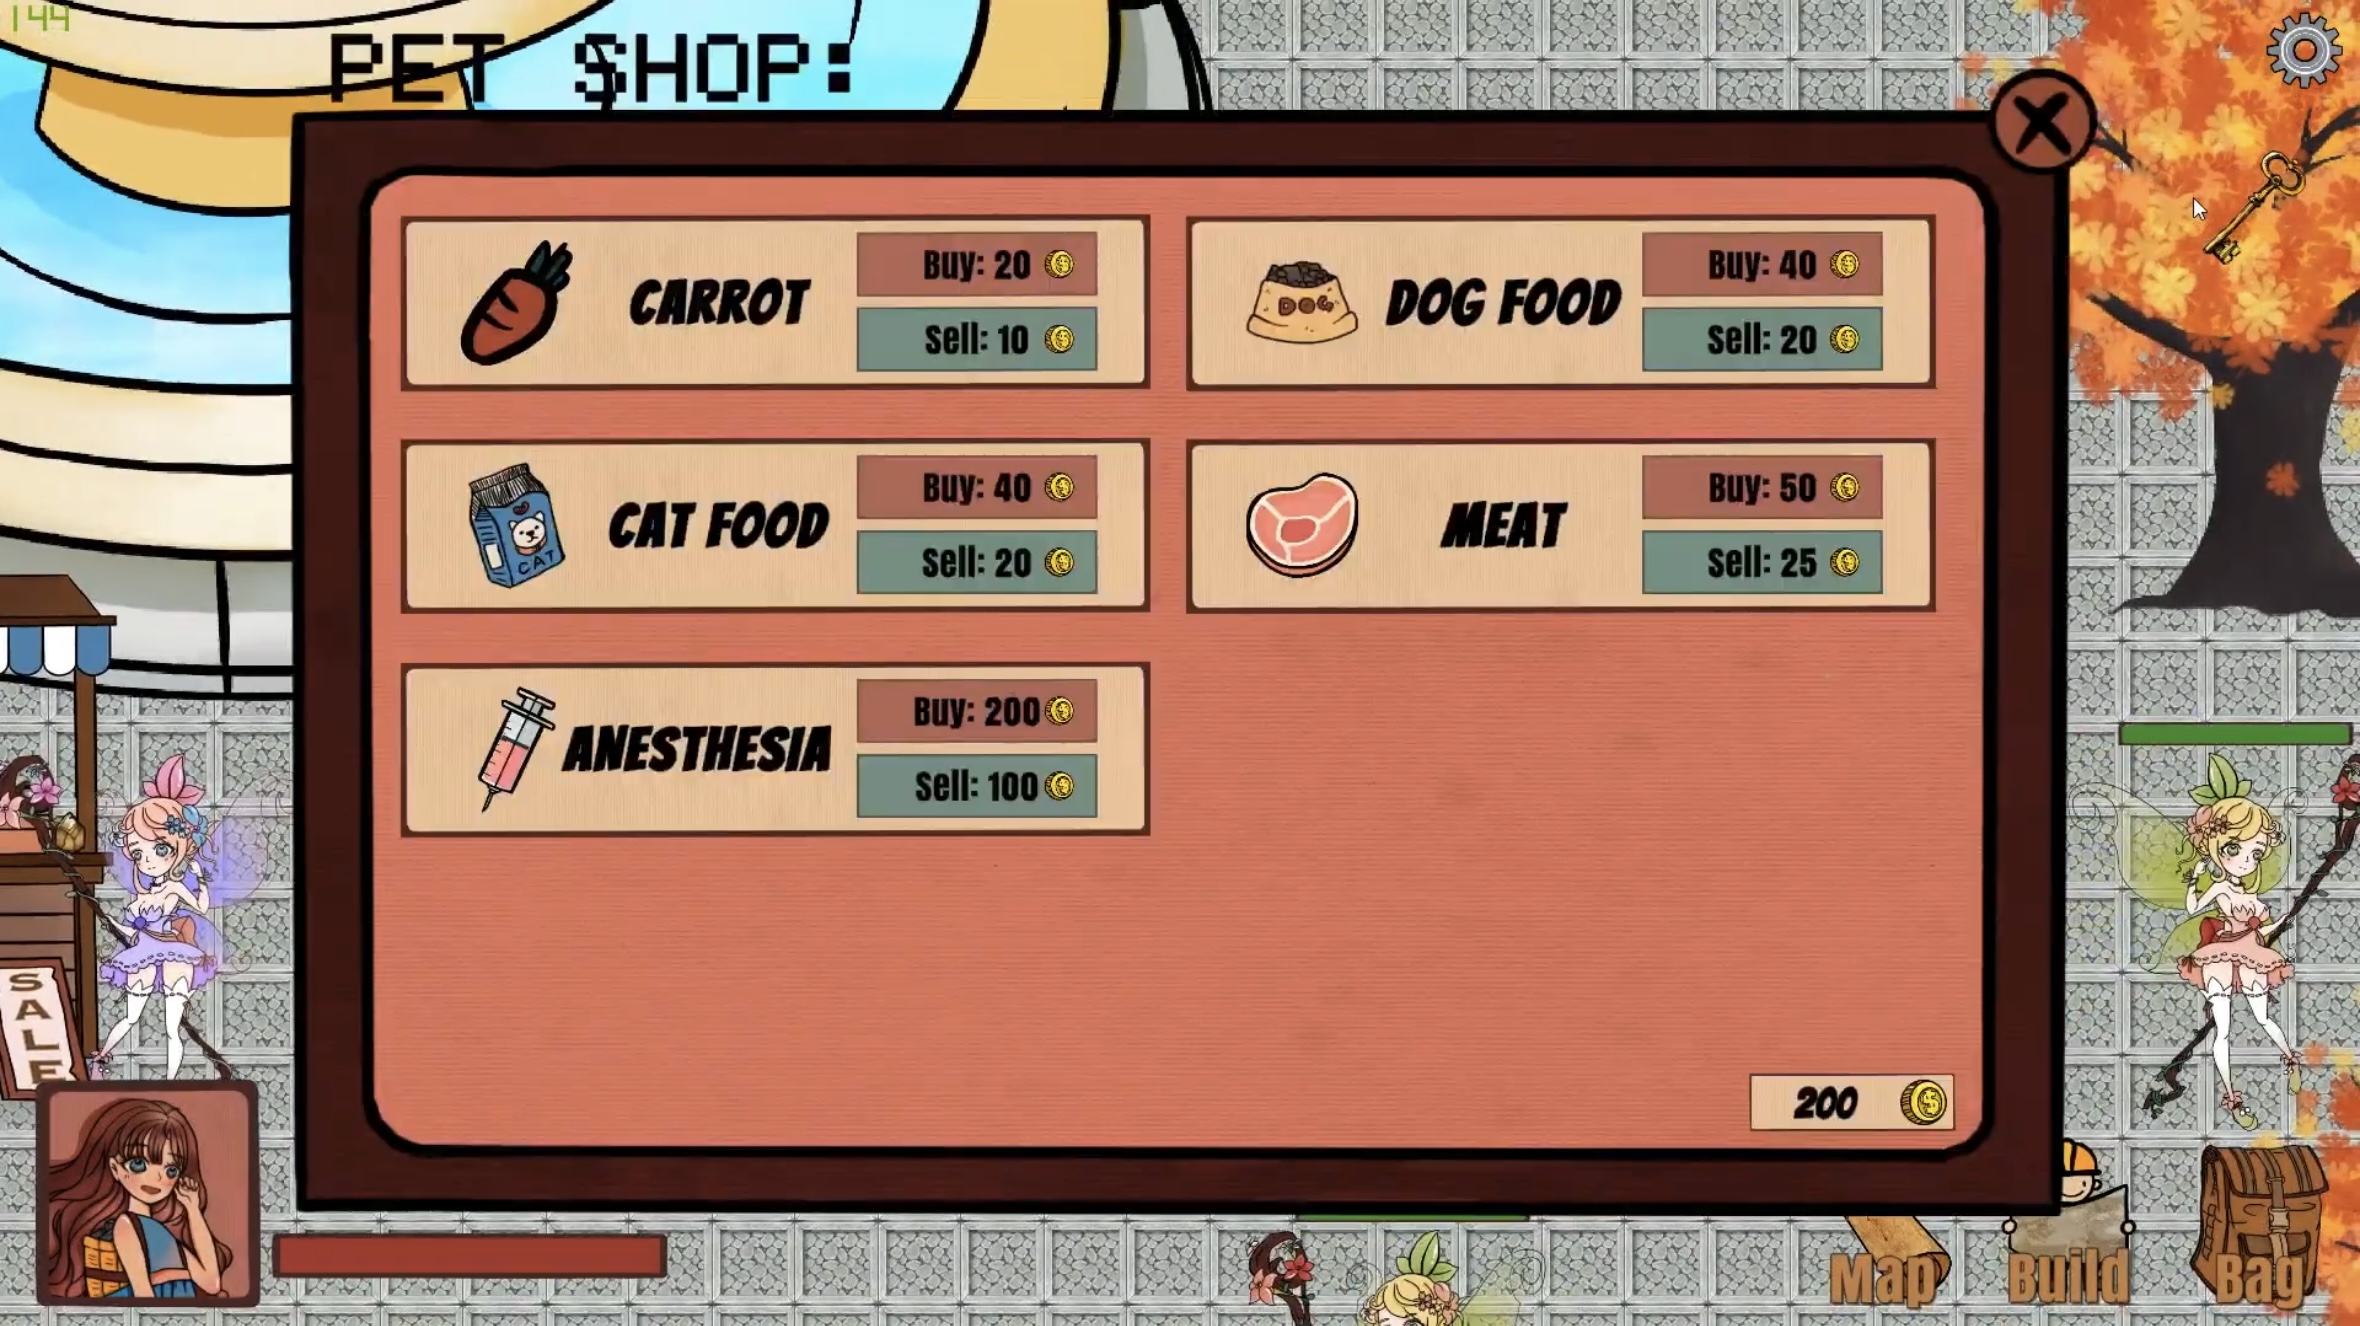 144
PET SHOP:
CARROT
Buy: 20
Sell: 10
DOG
DOG FOOD
Buy: 40
Sell: 20
CAT
CAT FOOD
Buy: 40
Sell: 20
MEAT
Buy: 50
Sell: 25
ANESTHESIA
Buy: 200
Sell: 100
SALE
200
Map
Build
Bag